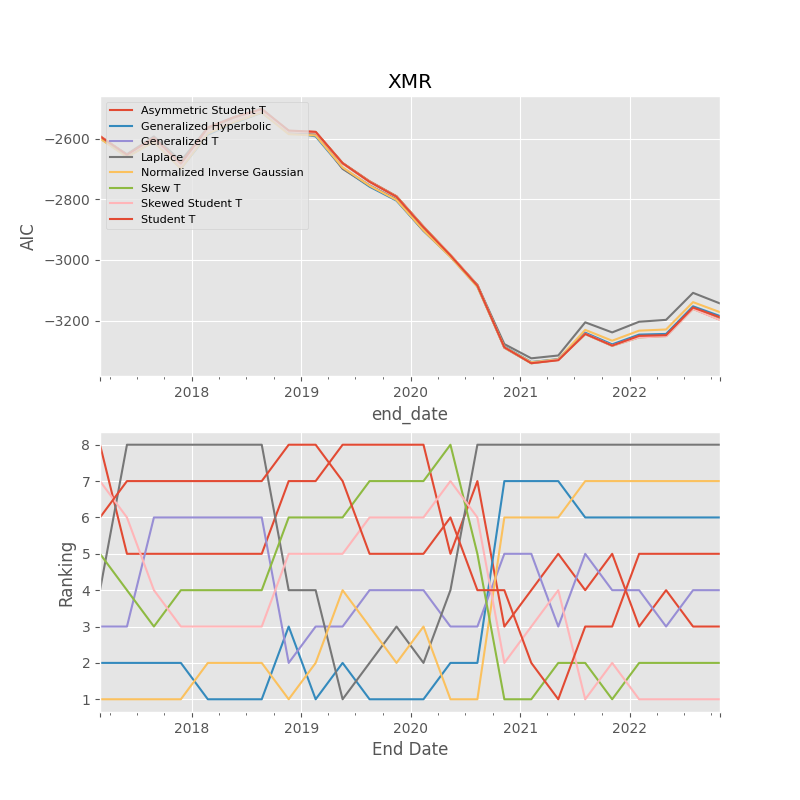 XMR
Asymmetric Student T
Generalized Hyperbolic
Generalized T
Laplace
Normalized Inverse Gaussian
Skew T
Skewed Student T
Student T
−2600
−2800
−3000
−3200
AIC
2018 2019 2020 2021 2022
end_date
8
7
6
5
4
3
2
1
Ranking
2018 2019 2020 2021 2022
End Date